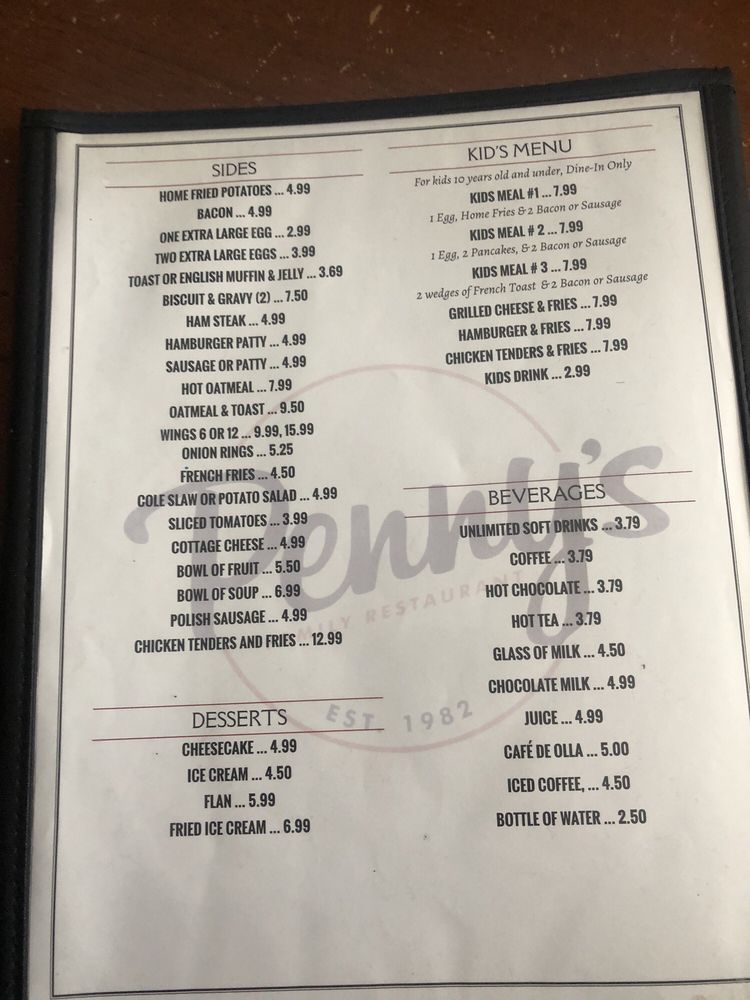 SIDES
HOME FRIED POTATOES ... 4.99
BACON ... 4.99
ONE EXTRA LARGE EGG ... 2.99
TWO EXTRA LARGE EGGS ... 3.99
TOAST OR ENGLISH MUFFIN & JELLY ... 3.69
BISCUIT & GRAVY (2) ... 7.50
HAM STEAK ... 4.99
HAMBURGER PATTY ... 4.99
SAUSAGE OR PATTY ... 4.99
HOT OATMEAL ... 7.99
OATMEAL & TOAST ... 9.50
WINGS 6 OR 12 ... 9.99, 15.99
ONION RINGS ... 5.25
FRENCH FRIES ... 4.50
COLE SLAW OR POTATO SALAD ... 4.99
SLICED TOMATOES ... 3.99
COTTAGE CHEESE ... 4.99
BOWL OF FRUIT ... 5.50
BOWL OF SOUP ... 6.99
POLISH SAUSAGE ... 4.99
CHICKEN TENDERS AND FRIES ... 12.99
DESSERTS
CHEESECAKE ... 4.99
ICE CREAM ... 4.50
FLAN ... 5.99
FRIED ICE CREAM ... 6.99
KID'S MENU
For kids 10 years old and under, Dine-In Only
KIDS MEAL #1 ... 7.99
1 Egg, Home Fries & 2 Bacon or Sausage
KIDS MEAL # 2 ... 7.99
1 Egg, 2 Pancakes, & 2 Bacon or Sausage
KIDS MEAL # 3 ... 7.99
2 wedges of French Toast & 2 Bacon or Sausage
GRILLED CHEESE & FRIES ... 7.99
HAMBURGER & FRIES ... 7.99
CHICKEN TENDERS & FRIES ... 7.99
KIDS DRINK ... 2.99
BEVERAGES
UNLIMITED SOFT DRINKS ... 3.79
COFFEE ... 3.79
HOT CHOCOLATE ... 3.79
HOT TEA ... 3.79
GLASS OF MILK ... 4.50
CHOCOLATE MILK ... 4.99
JUICE ... 4.99
CAFÉ DE OLLA ... 5.00
ICED COFFEE, ... 4.50
BOTTLE OF WATER ... 2.50
Penny's
RESTAURANT
EST 1982